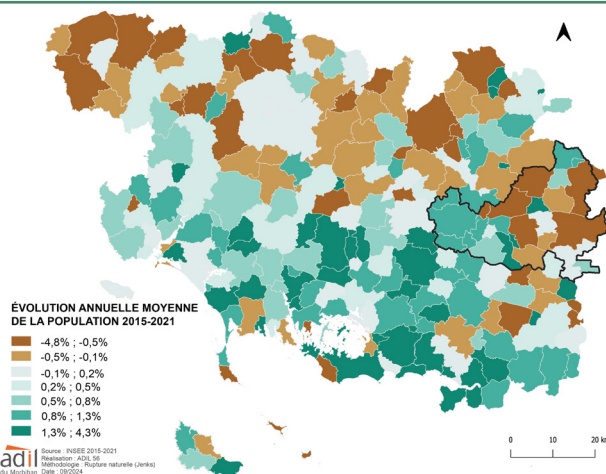 ÉVOLUTION ANNUELLE MOYENNE
DE LA POPULATION 2015-2021
-4,8% ; -0,5%
-0,5% ; -0,1%
-0,1% ; 0,2%
0,2% ; 0,5%
0,5% ; 0,8%
0,8% ; 1,3%
1,3% ; 4,3%
adil
du Morbihan
Source : INSEE 2015-2021
Réalisation : ADIL 56
Méthodologie : Rupture naturelle (Jenks)
Date : 09/2024
0 10 20 k